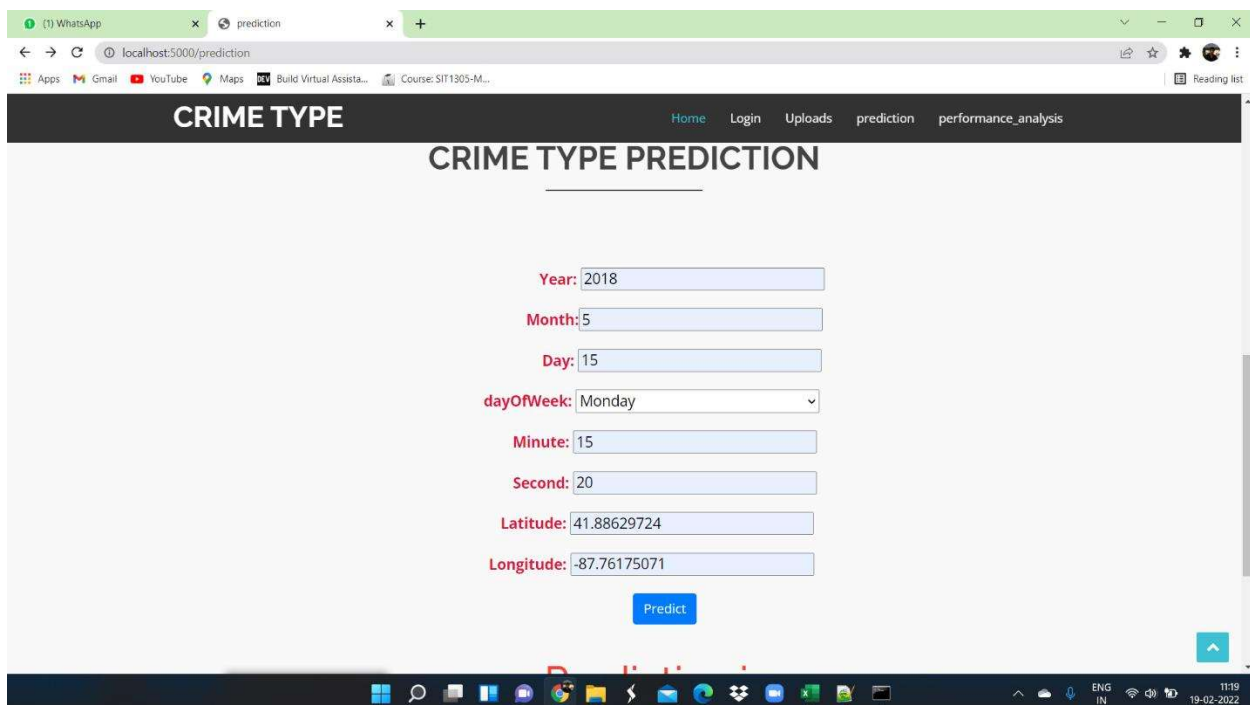 (1) WhatsApp prediction
localhost:5000/prediction
Apps Gmail YouTube Maps DEV Build Virtual Assista... Course: SIT1305-M... Reading list
CRIME TYPE Home Login Uploads prediction performance_analysis
CRIME TYPE PREDICTION
Year: 2018
Month: 5
Day: 15
dayOfWeek: Monday
Minute: 15
Second: 20
Latitude: 41.88629724
Longitude: -87.76175071
Predict
ENG 11:19
IN 19-02-2022